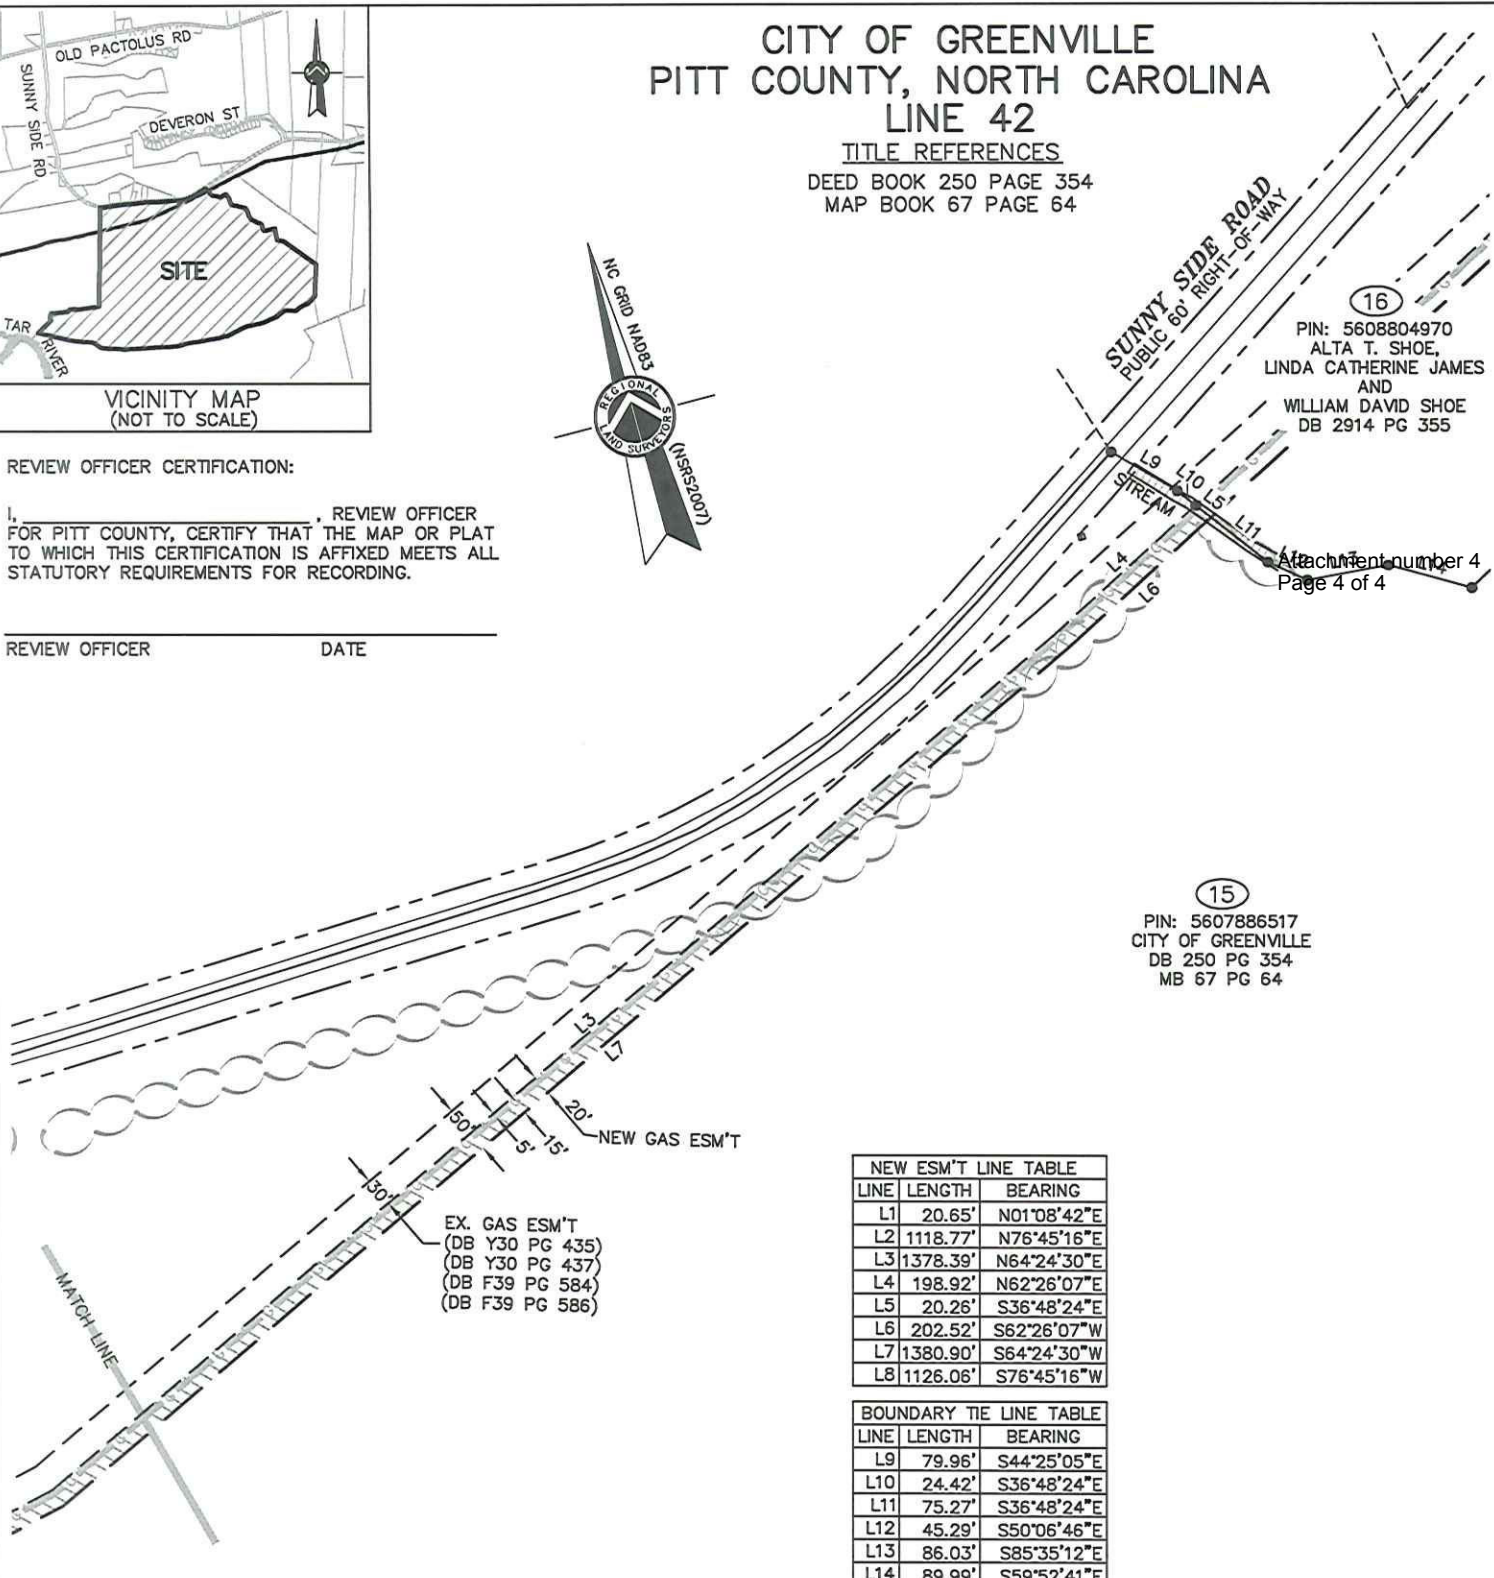 CITY OF GREENVILLE
PITT COUNTY, NORTH CAROLINA
LINE 42
TITLE REFERENCES
DEED BOOK 250 PAGE 354
MAP BOOK 67 PAGE 64
OLD PACTOLUS RD
SUNNY SIDE RD
DEVERON ST
SITE
TAR
RIVER
VICINITY MAP
(NOT TO SCALE)
REVIEW OFFICER CERTIFICATION:
I, ____________________, REVIEW OFFICER
FOR PITT COUNTY, CERTIFY THAT THE MAP OR PLAT
TO WHICH THIS CERTIFICATION IS AFFIXED MEETS ALL
STATUTORY REQUIREMENTS FOR RECORDING.
REVIEW OFFICER DATE
NC GRID NAD83
REGIONAL
LAND SURVEYORS
(NSRS2007)
SUNNY SIDE ROAD
PUBLIC 60' RIGHT-OF-WAY
16
PIN: 5608804970
ALTA T. SHOE,
LINDA CATHERINE JAMES
AND
WILLIAM DAVID SHOE
DB 2914 PG 355
L9
L10
L5
STREAM
L11
L12
L13
L14
Attachment number 4
Page 4 of 4
L4
L6
15
PIN: 5607886517
CITY OF GREENVILLE
DB 250 PG 354
MB 67 PG 64
L3
L7
50'
20'
5'
15'
NEW GAS ESM'T
30'
EX. GAS ESM'T
(DB Y30 PG 435)
(DB Y30 PG 437)
(DB F39 PG 584)
(DB F39 PG 586)
MATCH LINE
NEW ESM'T LINE TABLE
LINE LENGTH BEARING
L1 20.65' N01°08'42"E
L2 1118.77' N76°45'16"E
L3 1378.39' N64°24'30"E
L4 198.92' N62°26'07"E
L5 20.26' S36°48'24"E
L6 202.52' S62°26'07"W
L7 1380.90' S64°24'30"W
L8 1126.06' S76°45'16"W
BOUNDARY TIE LINE TABLE
LINE LENGTH BEARING
L9 79.96' S44°25'05"E
L10 24.42' S36°48'24"E
L11 75.27' S36°48'24"E
L12 45.29' S50°06'46"E
L13 86.03' S85°35'12"E
L14 89.99' S59°52'41"E